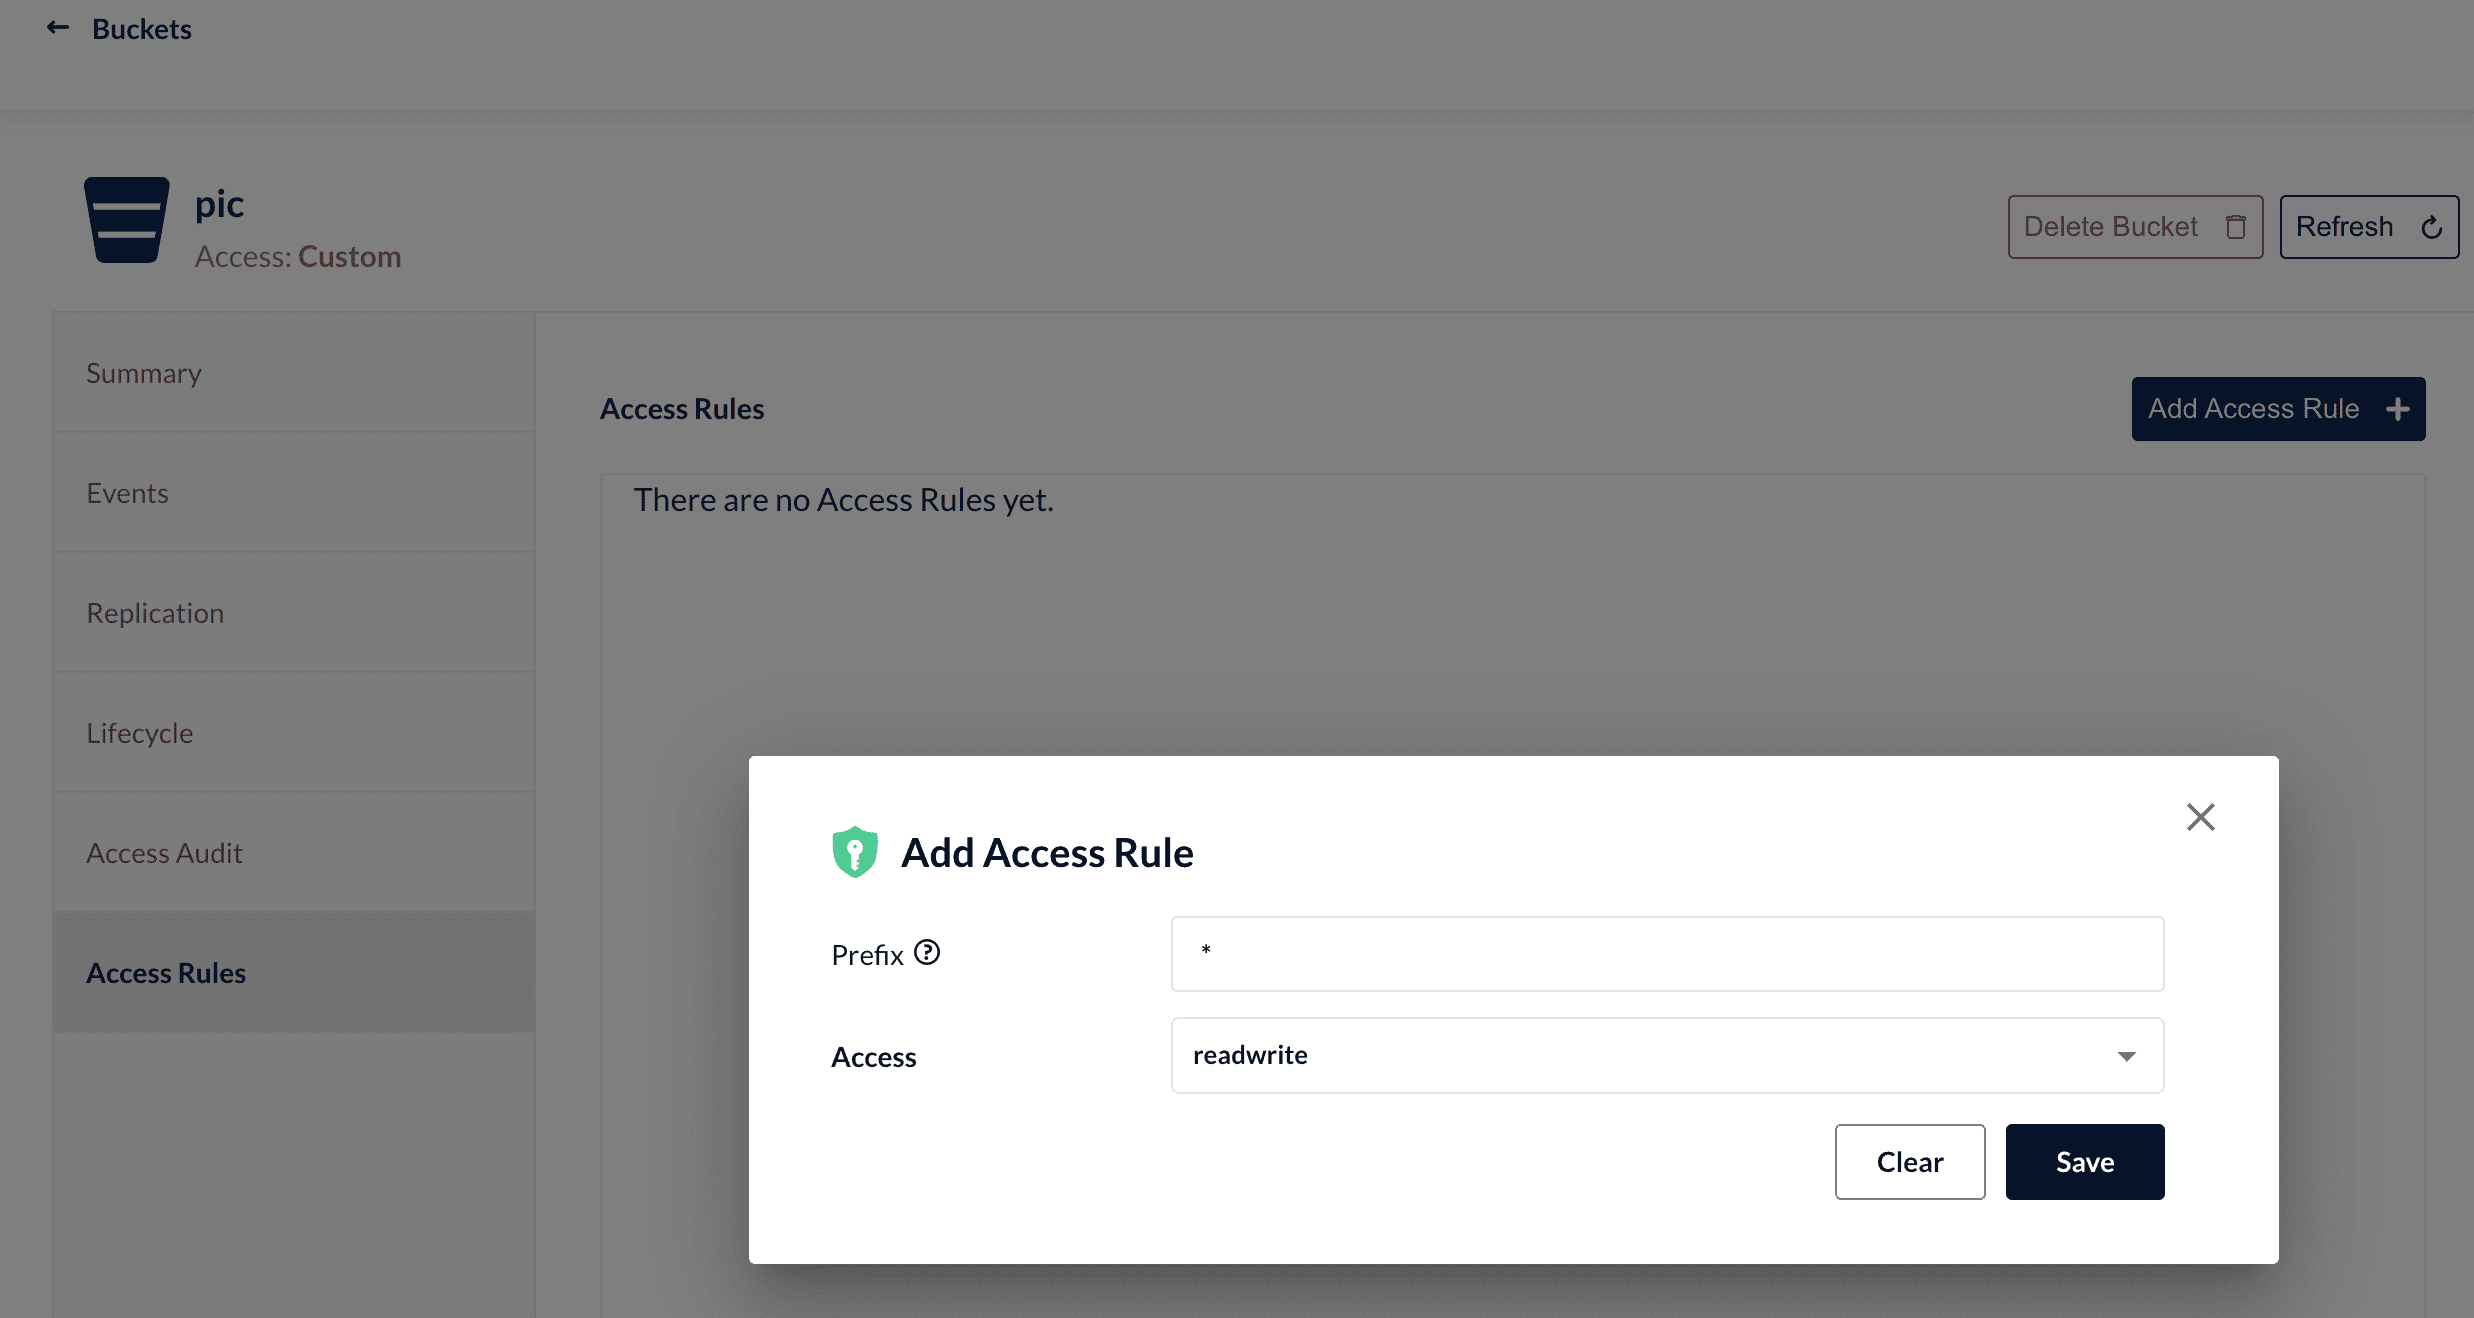 Buckets
pic
Access: Custom
Delete Bucket
Refresh
Summary
Events
Replication
Lifecycle
Access Audit
Access Rules
Access Rules
Add Access Rule +
There are no Access Rules yet.
Add Access Rule
Prefix ?
*
Access
readwrite
Clear
Save